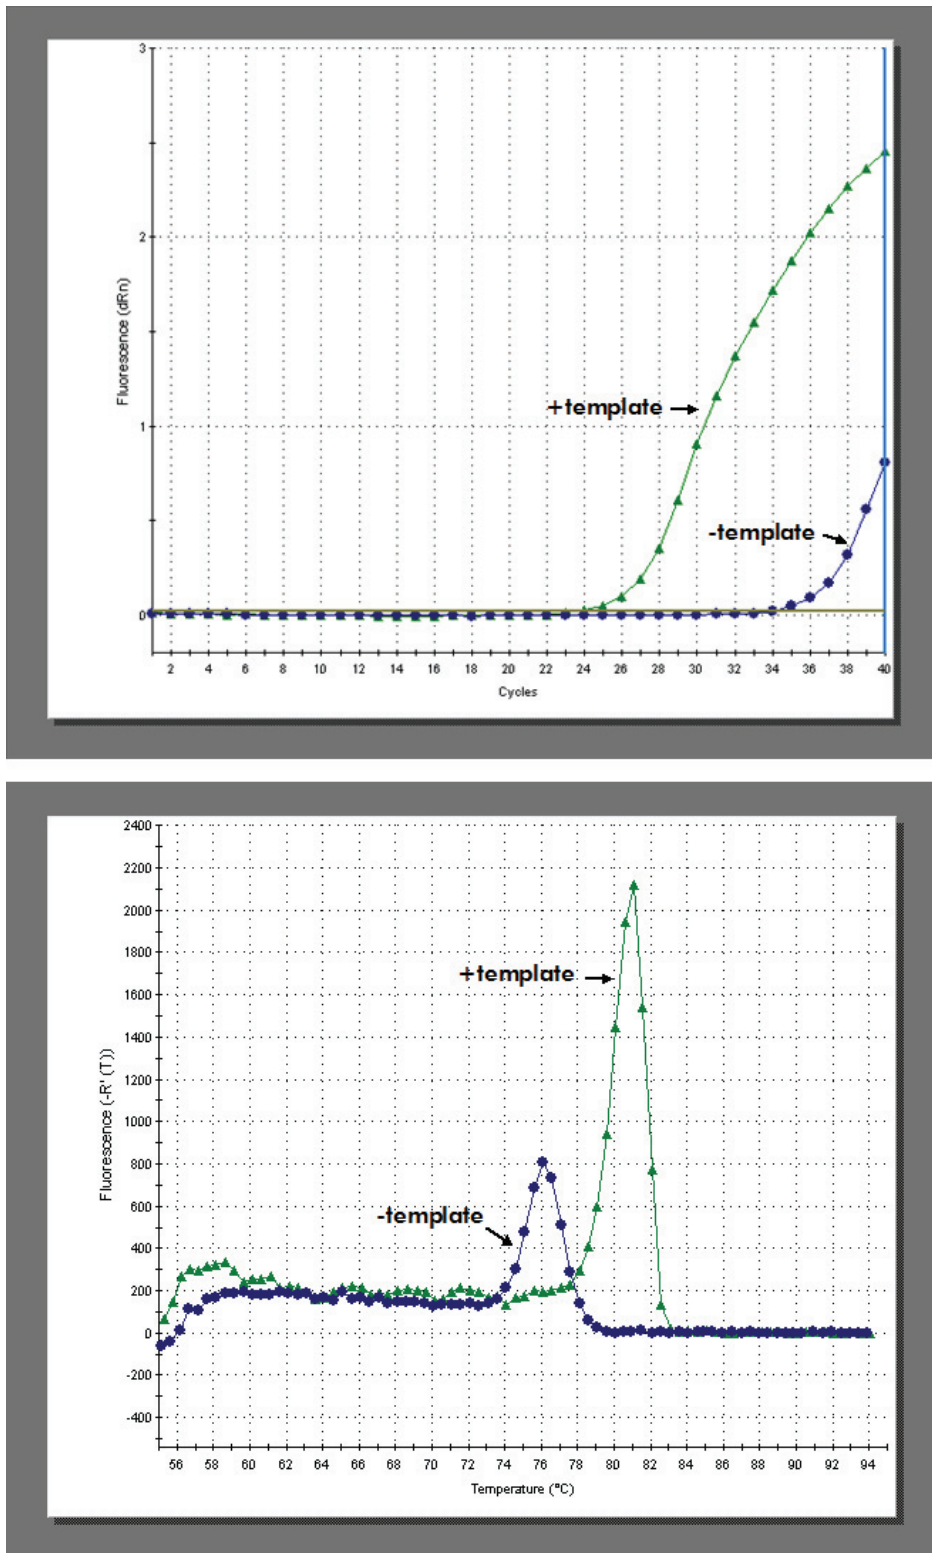 3
2
1
0
Fluorescence (dRn)
+template
-template
2 4 6 8 10 12 14 16 18 20 22 24 26 28 30 32 34 36 38 40
Cycles
2400
2200
2000
1800
1600
1400
1200
1000
800
600
400
200
0
-200
-400
Fluorescence (-R' (T))
+template
-template
56 58 60 62 64 66 68 70 72 74 76 78 80 82 84 86 88 90 92 94
Temperature (°C)